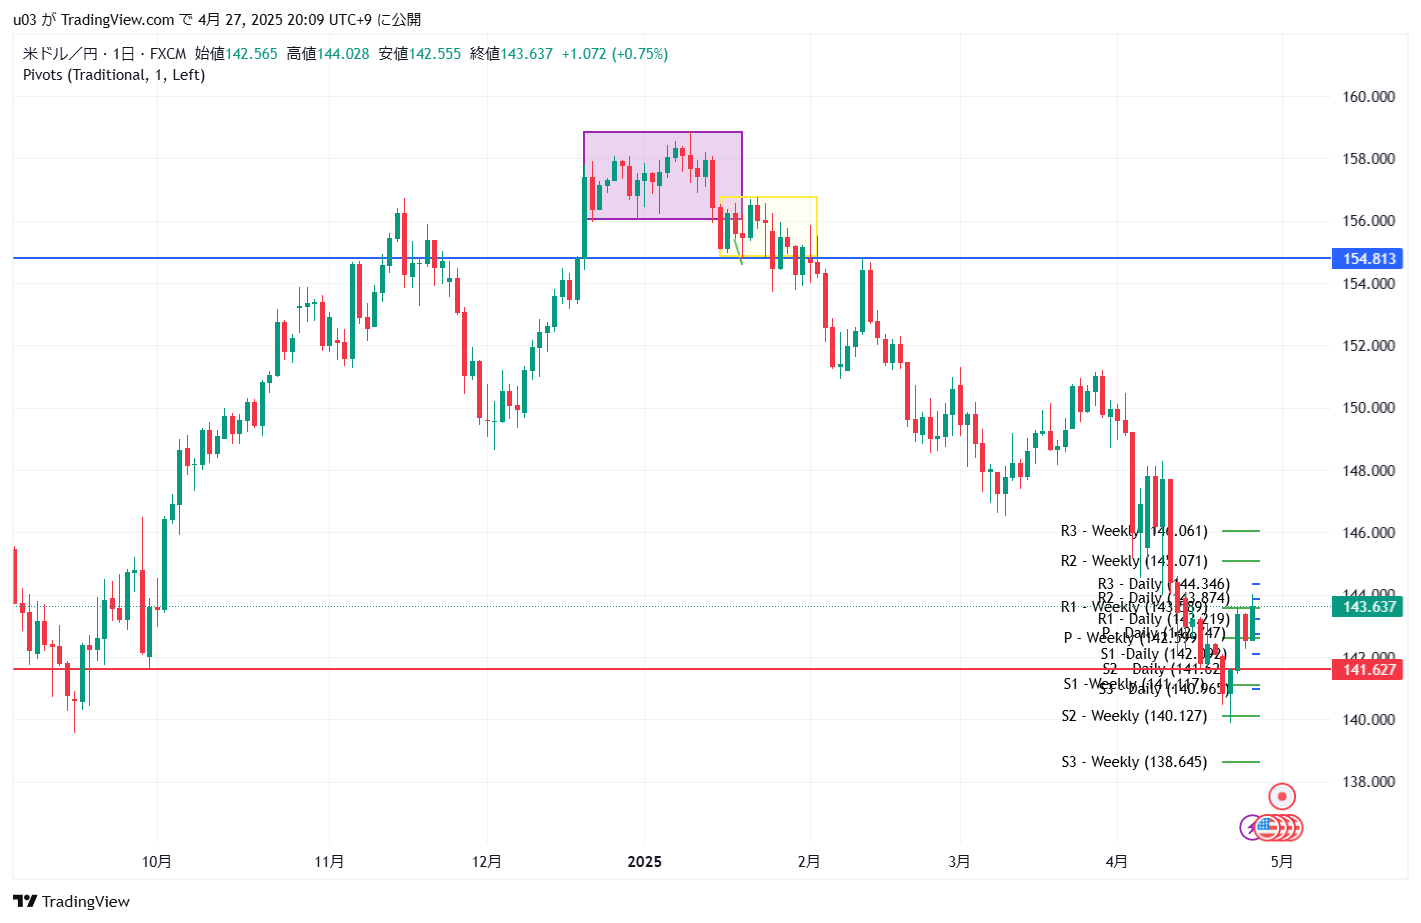 u03 が TradingView.com で 4月 27, 2025 20:09 UTC+9 に公開
米ドル／円・1日・FXCM 始値142.565 高値144.028 安値142.555 終値143.637 +1.072 (+0.75%)
Pivots (Traditional, 1, Left)
160.000
158.000
156.000
154.813
154.000
152.000
150.000
148.000
R3 - Weekly (146.061)
146.000
R2 - Weekly (145.071)
R3 - Daily (144.346)
144.000
R2 - Daily (143.874)
R1 - Weekly (143.589)
143.637
R1 - Daily (143.219)
P - Daily (142.747)
P - Weekly (142.599)
S1 -Daily (142.092)
142.000
S2 - Daily (141.62
141.627
S1 -Weekly (141.117)
S3 - Daily (140.965)
S2 - Weekly (140.127)
140.000
S3 - Weekly (138.645)
138.000
10月 11月 12月 2025 2月 3月 4月 5月
TradingView